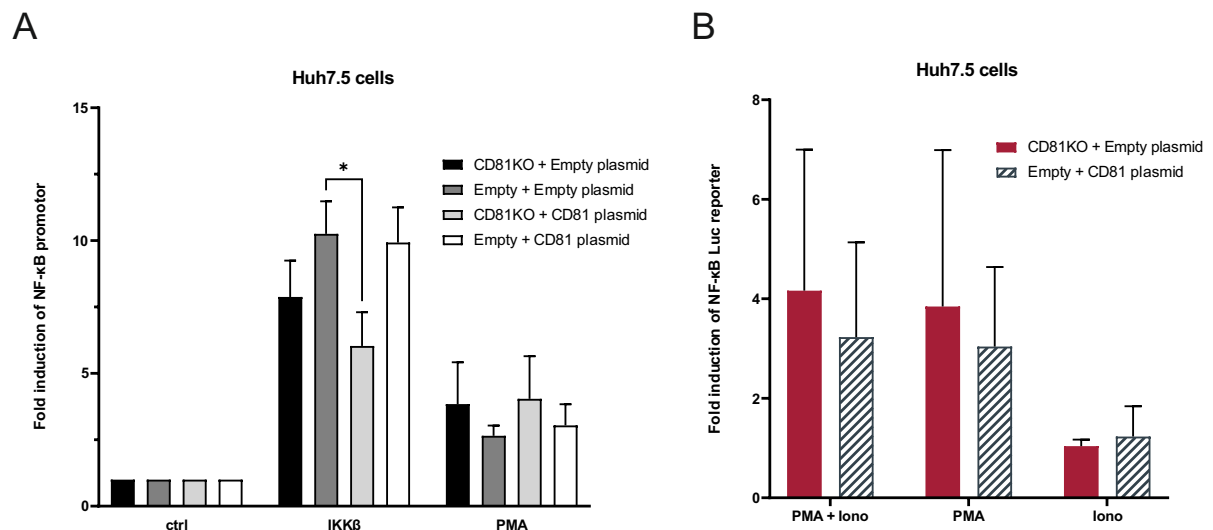 A
Huh7.5 cells
Fold induction of NF-κB promotor
15
10
5
0
*
CD81KO + Empty plasmid
Empty + Empty plasmid
CD81KO + CD81 plasmid
Empty + CD81 plasmid
ctrl
IKKß
PMA
B
Huh7.5 cells
Fold induction of NF-κB Luc reporter
8
6
4
2
0
CD81KO + Empty plasmid
Empty + CD81 plasmid
PMA + Iono
PMA
Iono